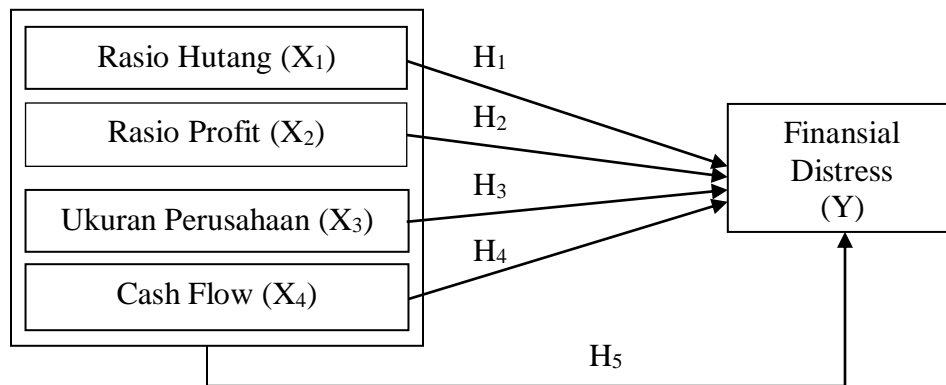 Rasio Hutang (X₁)
H₁
Rasio Profit (X₂)
H₂
Ukuran Perusahaan (X₃)
H₃
Cash Flow (X₄)
H₄
Finansial
Distress
(Y)
H₅